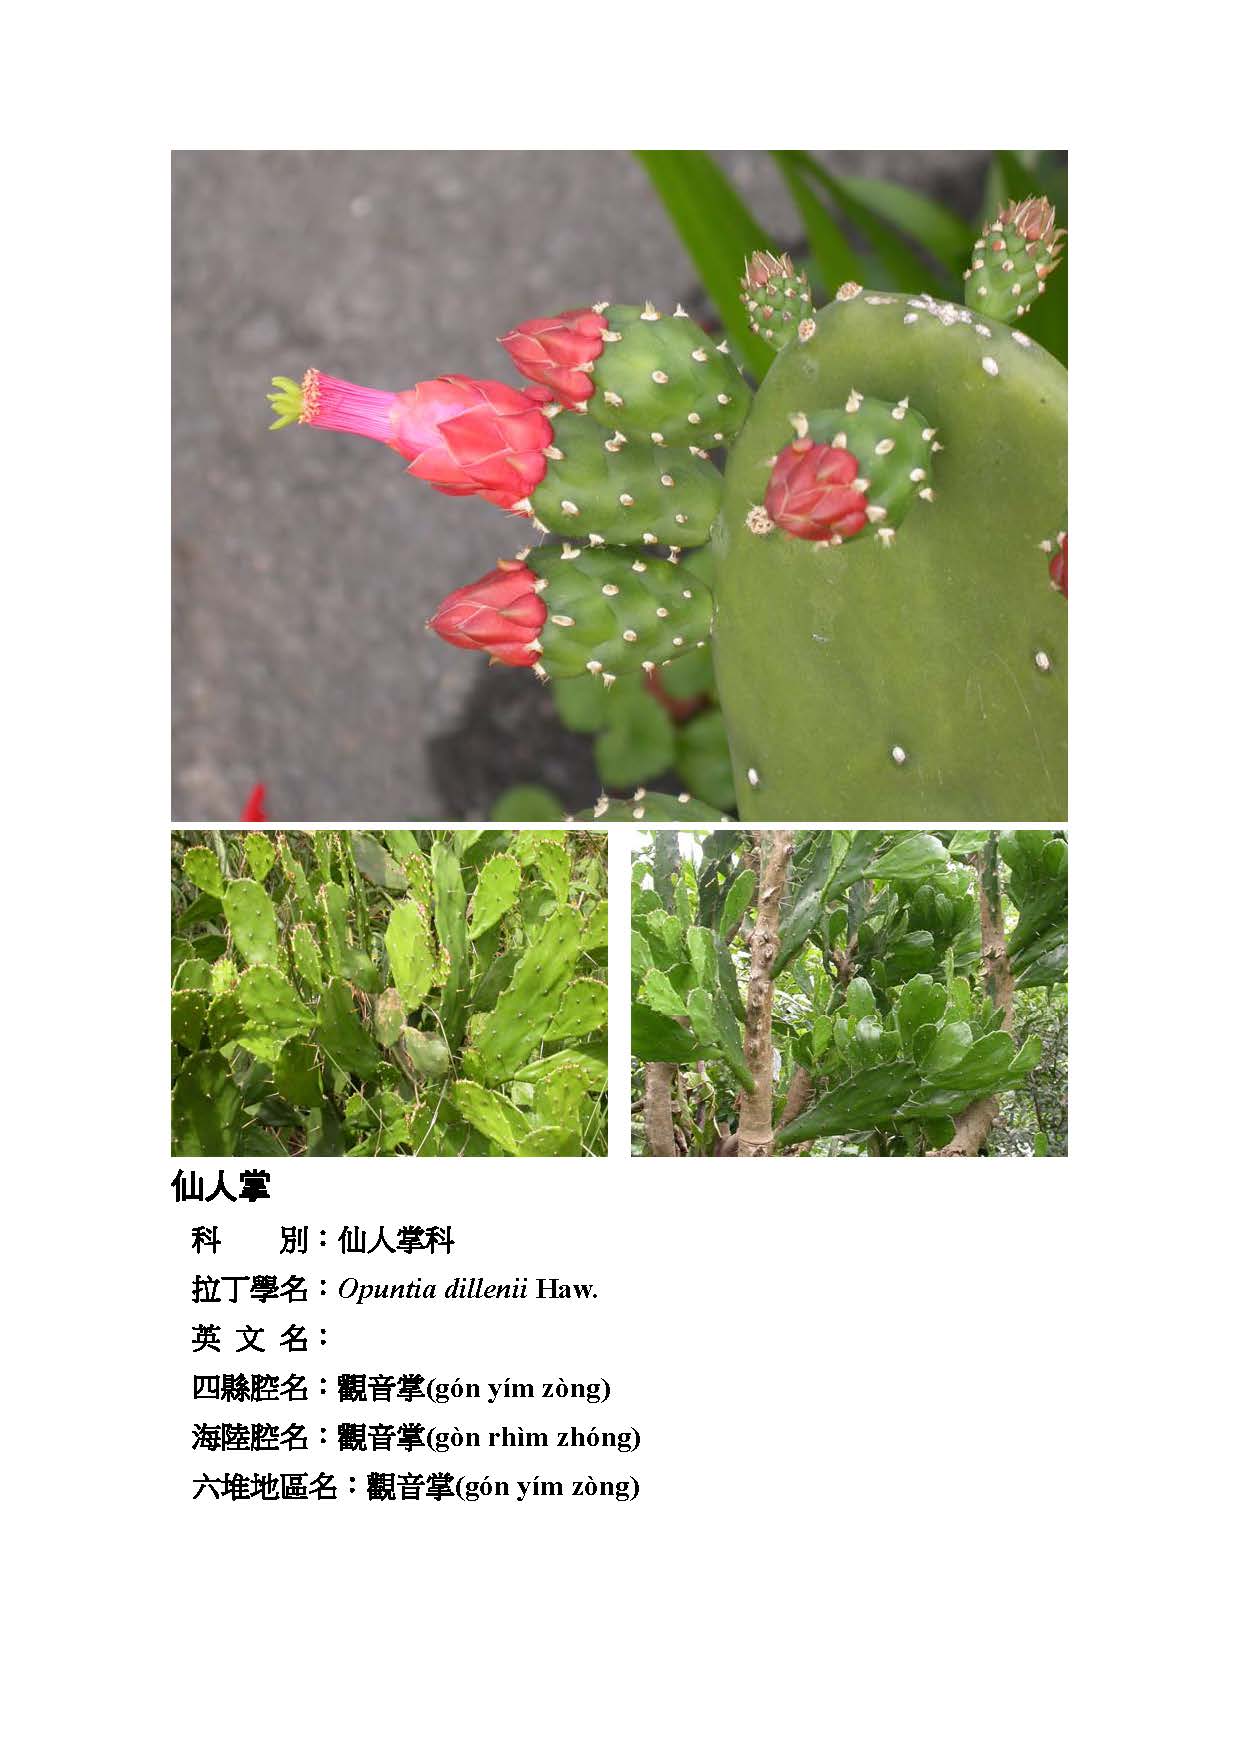 仙人掌
科　　別：仙人掌科
拉丁學名：Opuntia dillenii Haw.
英 文 名：
四縣腔名：觀音掌(gón yím zòng)
海陸腔名：觀音掌(gòn rhìm zhóng)
六堆地區名：觀音掌(gón yím zòng)